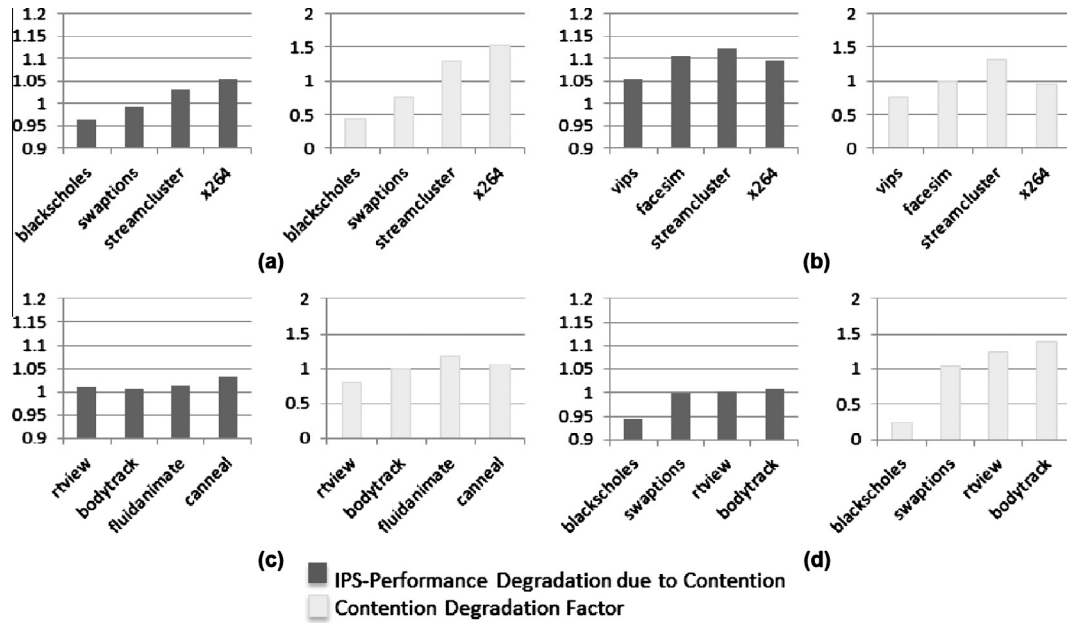 1.2
1.15
1.1
1.05
1
0.95
0.9
blackscholes
swaptions
streamcluster
x264
2
1.5
1
0.5
0
blackscholes
swaptions
streamcluster
x264
(a)
1.2
1.15
1.1
1.05
1
0.95
0.9
vips
facesim
streamcluster
x264
2
1.5
1
0.5
0
vips
facesim
streamcluster
x264
(b)
1.2
1.15
1.1
1.05
1
0.95
0.9
rtview
bodytrack
fluidanimate
canneal
2
1.5
1
0.5
0
rtview
bodytrack
fluidanimate
canneal
(c)
1.2
1.15
1.1
1.05
1
0.95
0.9
blackscholes
swaptions
rtview
bodytrack
2
1.5
1
0.5
0
blackscholes
swaptions
rtview
bodytrack
(d)
IPS-Performance Degradation due to Contention
Contention Degradation Factor